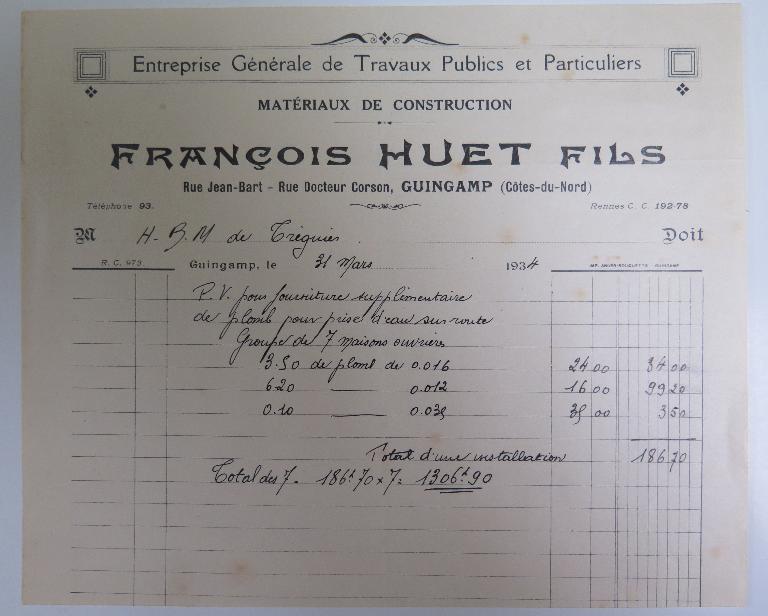 Entreprise Générale de Travaux Publics et Particuliers
MATÉRIAUX DE CONSTRUCTION
FRANÇOIS HUET FILS
Rue Jean-Bart - Rue Docteur Corson, GUINGAMP (Côtes-du-Nord)
Téléphone 93. Rennes C. C. 192-78
M H.B.M de Tréguier. Doit
R. C. 973. Guingamp, le 31 Mars 1934
P.V. pour fourniture supplémentaire
de plomb pour prise d'eau sur route
Groupe de 7 maisons ouvrières
3.50 de plomb de 0.016 24 00 84 00
6 20 — 0.012 16 00 99 20
0.10 — 0.035 35 00 3 50
Total d'une installation 186 70
Total des 7. 186f 70 x 7 = 1306f. 90